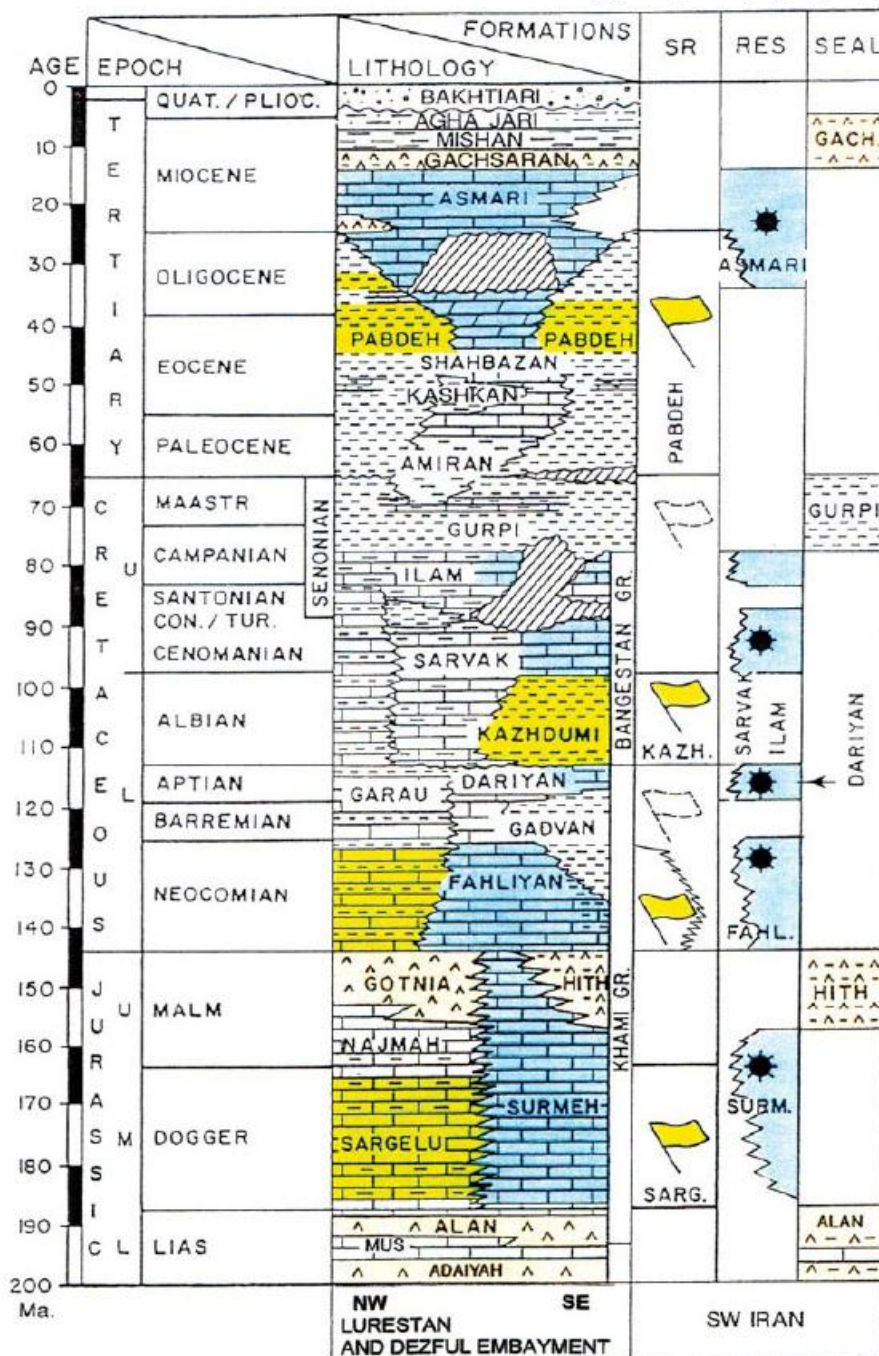 FORMATIONS
AGE EPOCH LITHOLOGY SR RES SEAL
0
QUAT. / PLIOC.
BAKHTIARI
AGHA JARI
MISHAN
10
GACHSARAN
GACH.
TERTIARY
MIOCENE
ASMARI
20
30
OLIGOCENE
ASMARI
40
PABDEH PABDEH
EOCENE
SHAHBAZAN
50
KASHKAN
PABDEH
60
PALEOCENE
AMIRAN
70
MAASTR
GURPI
GURPI
CRETACEOUS
U
SENONIAN
80
CAMPANIAN
ILAM
SANTONIAN
90
CON. / TUR.
CENOMANIAN
SARVAK
BANGESTAN GR.
100
ALBIAN
KAZHDUMI
KAZH.
SARVAK
ILAM
DARIYAN
110
L
APTIAN
DARIYAN
GARAU
120
BARREMIAN
GADVAN
130
NEOCOMIAN
FAHLIYAN
140
FAHL.
JURASSIC
U
150
MALM
GOTNIA
HITH
HITH
KHAMI GR.
160
NAJMAH
170
M
DOGGER
SURMEH
SURM.
SARGELU
180
SARG.
190
L
LIAS
ALAN
ALAN
MUS
ADAIYAH
200
Ma.
NW SE
LURESTAN
AND DEZFUL EMBAYMENT
SW IRAN